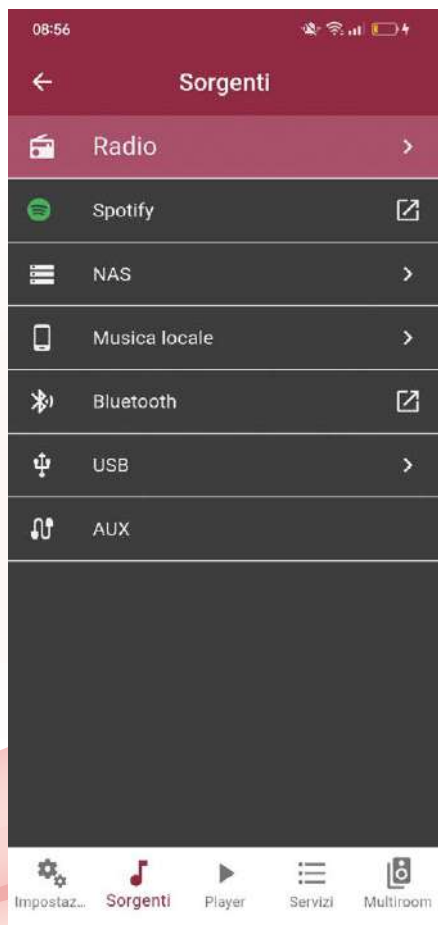 08:56
Sorgenti
Radio
Spotify
NAS
Musica locale
Bluetooth
USB
AUX
Impostaz... Sorgenti Player Servizi Multiroom